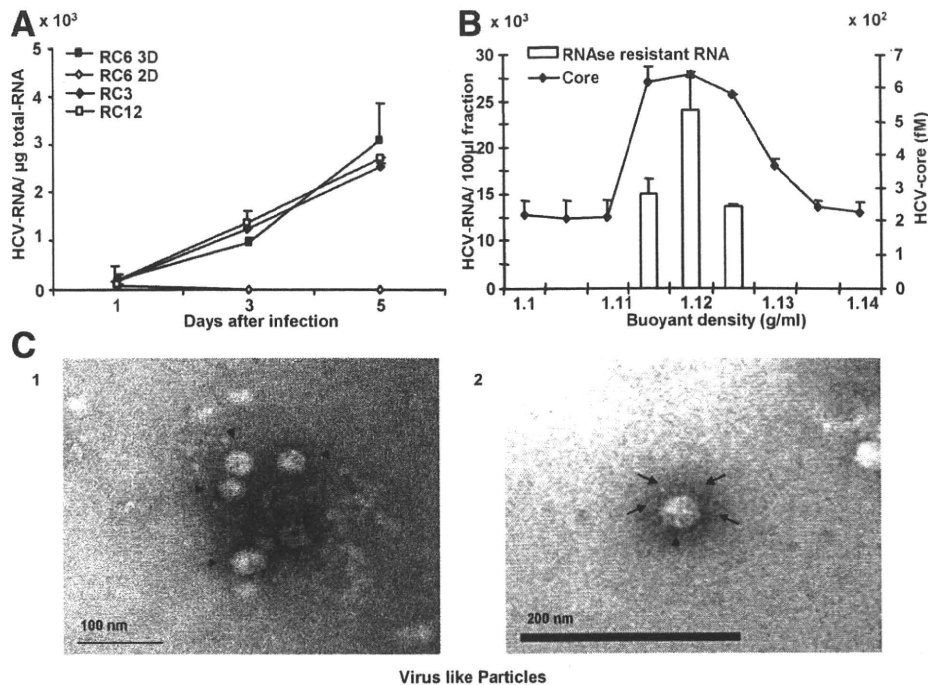 A
x 10³
HCV-RNA/ µg total-RNA
5
4
3
2
1
0
RC6 3D
RC6 2D
RC3
RC12
1
3
5
Days after infection
B
x 10³
x 10²
HCV-RNA/ 100µl fraction
30
25
20
15
10
0
RNAse resistant RNA
Core
7
6
5
4
3
2
1
0
HCV-core (fM)
1.1
1.11
1.12
1.13
1.14
Buoyant density (g/ml)
C
1
100 nm
2
200 nm
Virus like Particles